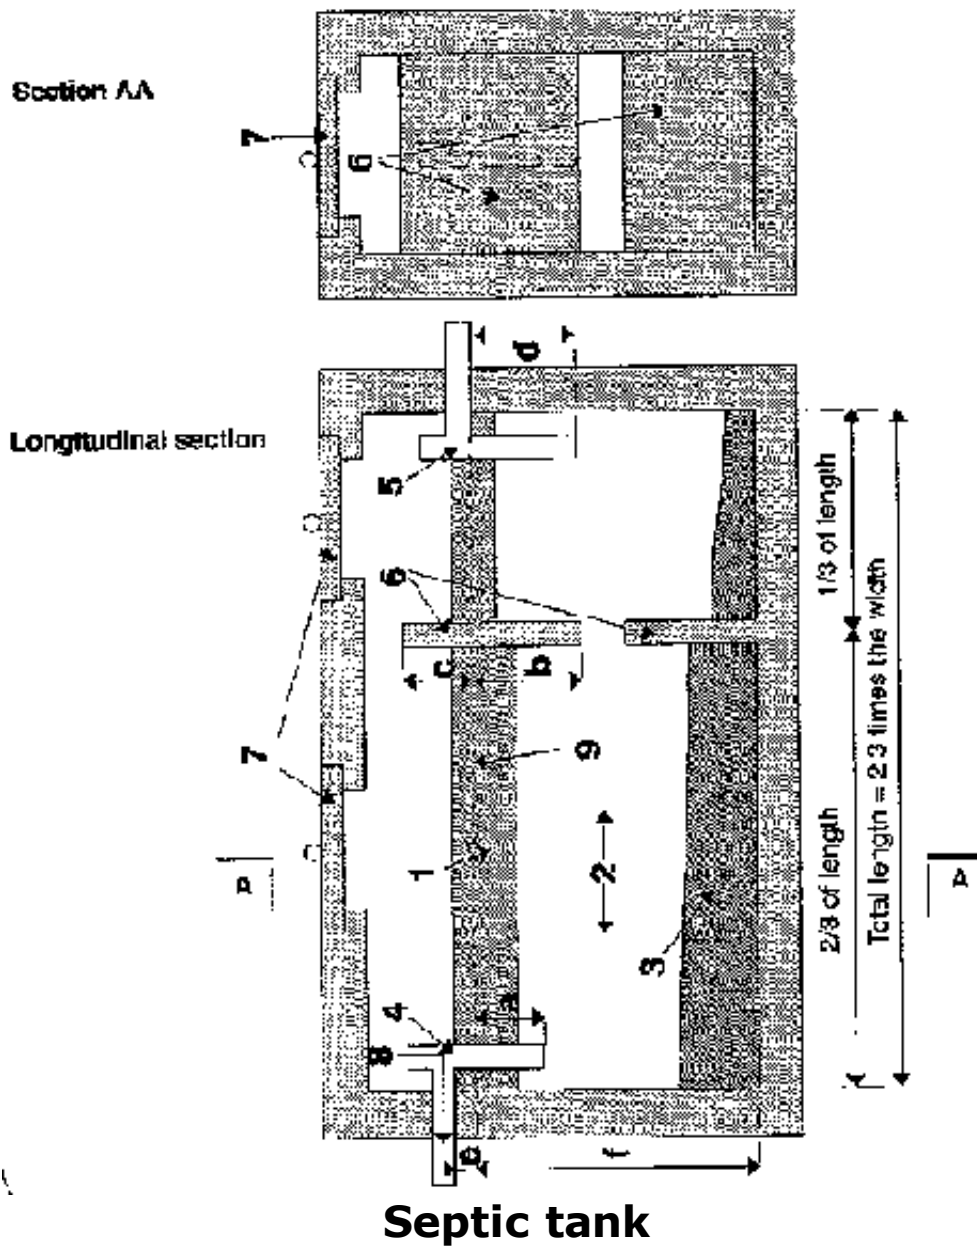 Section AA
7
6
d
Longitudinal section
5
6
7
c
b
9
1
2
3
A
A
4
8
a
e
f
1/3 of length
2/3 of length
Total length = 2-3 times the width
Septic tank